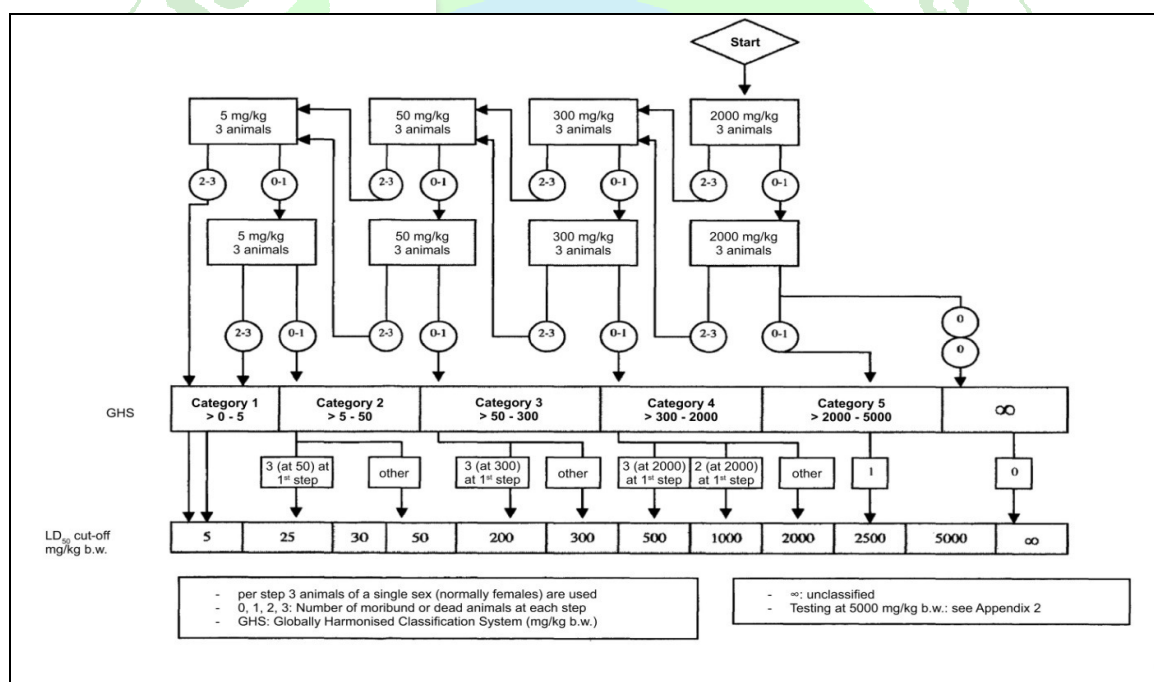 Start
5 mg/kg
3 animals
50 mg/kg
3 animals
300 mg/kg
3 animals
2000 mg/kg
3 animals
2-3
0-1
2-3
0-1
2-3
0-1
2-3
0-1
5 mg/kg
3 animals
50 mg/kg
3 animals
300 mg/kg
3 animals
2000 mg/kg
3 animals
2-3
0-1
2-3
0-1
2-3
0-1
2-3
0-1
0
0
GHS
Category 1
> 0 - 5
Category 2
> 5 - 50
Category 3
> 50 - 300
Category 4
> 300 - 2000
Category 5
> 2000 - 5000
∞
3 (at 50) at
1st step
other
3 (at 300)
at 1st step
other
3 (at 2000)
at 1st step
2 (at 2000)
at 1st step
other
1
0
LD50 cut-off
mg/kg b.w.
5
25
30
50
200
300
500
1000
2000
2500
5000
∞
- per step 3 animals of a single sex (normally females) are used
- 0, 1, 2, 3: Number of moribund or dead animals at each step
- GHS: Globally Harmonised Classification System (mg/kg b.w.)
- ∞: unclassified
- Testing at 5000 mg/kg b.w.: see Appendix 2